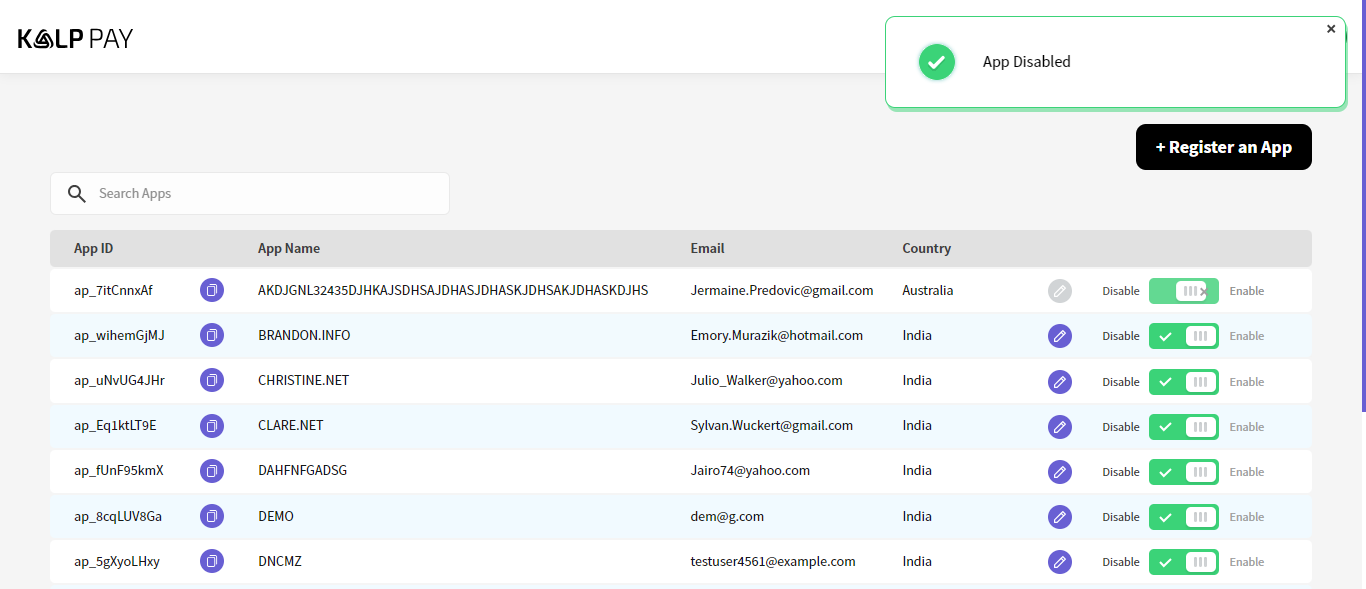 KALP PAY
App Disabled
+ Register an App
Search Apps
App ID App Name Email Country
ap_7itCnnxAf AKDJGNL32435DJHKAJSDHSAJDHASJDHASKJDHSAKJDHASKDJHS Jermaine.Predovic@gmail.com Australia Disable Enable
ap_wihemGjMJ BRANDON.INFO Emory.Murazik@hotmail.com India Disable Enable
ap_uNvUG4JHr CHRISTINE.NET Julio_Walker@yahoo.com India Disable Enable
ap_Eq1ktLT9E CLARE.NET Sylvan.Wuckert@gmail.com India Disable Enable
ap_fUnF95kmX DAHFNFGADSG Jairo74@yahoo.com India Disable Enable
ap_8cqLUV8Ga DEMO dem@g.com India Disable Enable
ap_5gXyoLHxy DNCMZ testuser4561@example.com India Disable Enable